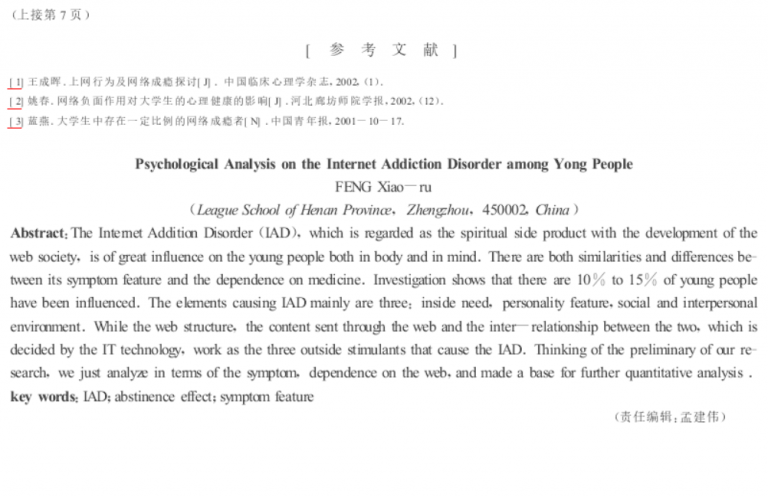 (上接第 7 页)
[ 参 考 文 献 ]
[1] 王成晖.上网行为及网络成瘾探讨[J]. 中国临床心理学杂志,2002,(1).
[2] 姚春.网络负面作用对大学生的心理健康的影响[J].河北廊坊师院学报,2002,(12).
[3] 蓝燕.大学生中存在一定比例的网络成瘾者[N].中国青年报,2001-10-17.
Psychological Analysis on the Internet Addiction Disorder among Yong People
FENG Xiao-ru
(League School of Henan Province, Zhengzhou, 450002, China)
Abstract: The Internet Addition Disorder (IAD), which is regarded as the spiritual side product with the development of the
web society, is of great influence on the young people both in body and in mind. There are both similarities and differences be-
tween its symptom feature and the dependence on medicine. Investigation shows that there are 10% to 15% of young people
have been influenced. The elements causing IAD mainly are three: inside need, personality feature, social and interpersonal
environment. While the web structure, the content sent through the web and the inter-relationship between the two, which is
decided by the IT technology, work as the three outside stimulants that cause the IAD. Thinking of the preliminary of our re-
search, we just analyze in terms of the symptom, dependence on the web, and made a base for further quantitative analysis .
key words: IAD; abstinence effect; symptom feature
(责任编辑:孟建伟)